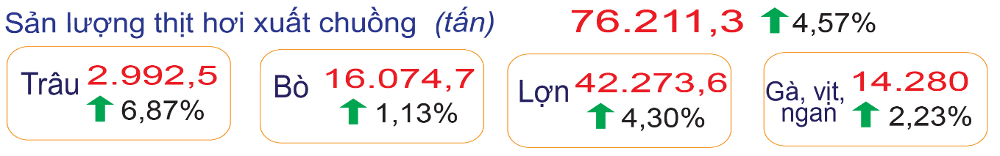 Sản lượng thịt hơi xuất chuồng (tấn) 76.211,3 4,57%
Trâu 2.992,5
6,87%
Bò 16.074,7
1,13%
Lợn 42.273,6
4,30%
Gà, vịt, ngan 14.280
2,23%